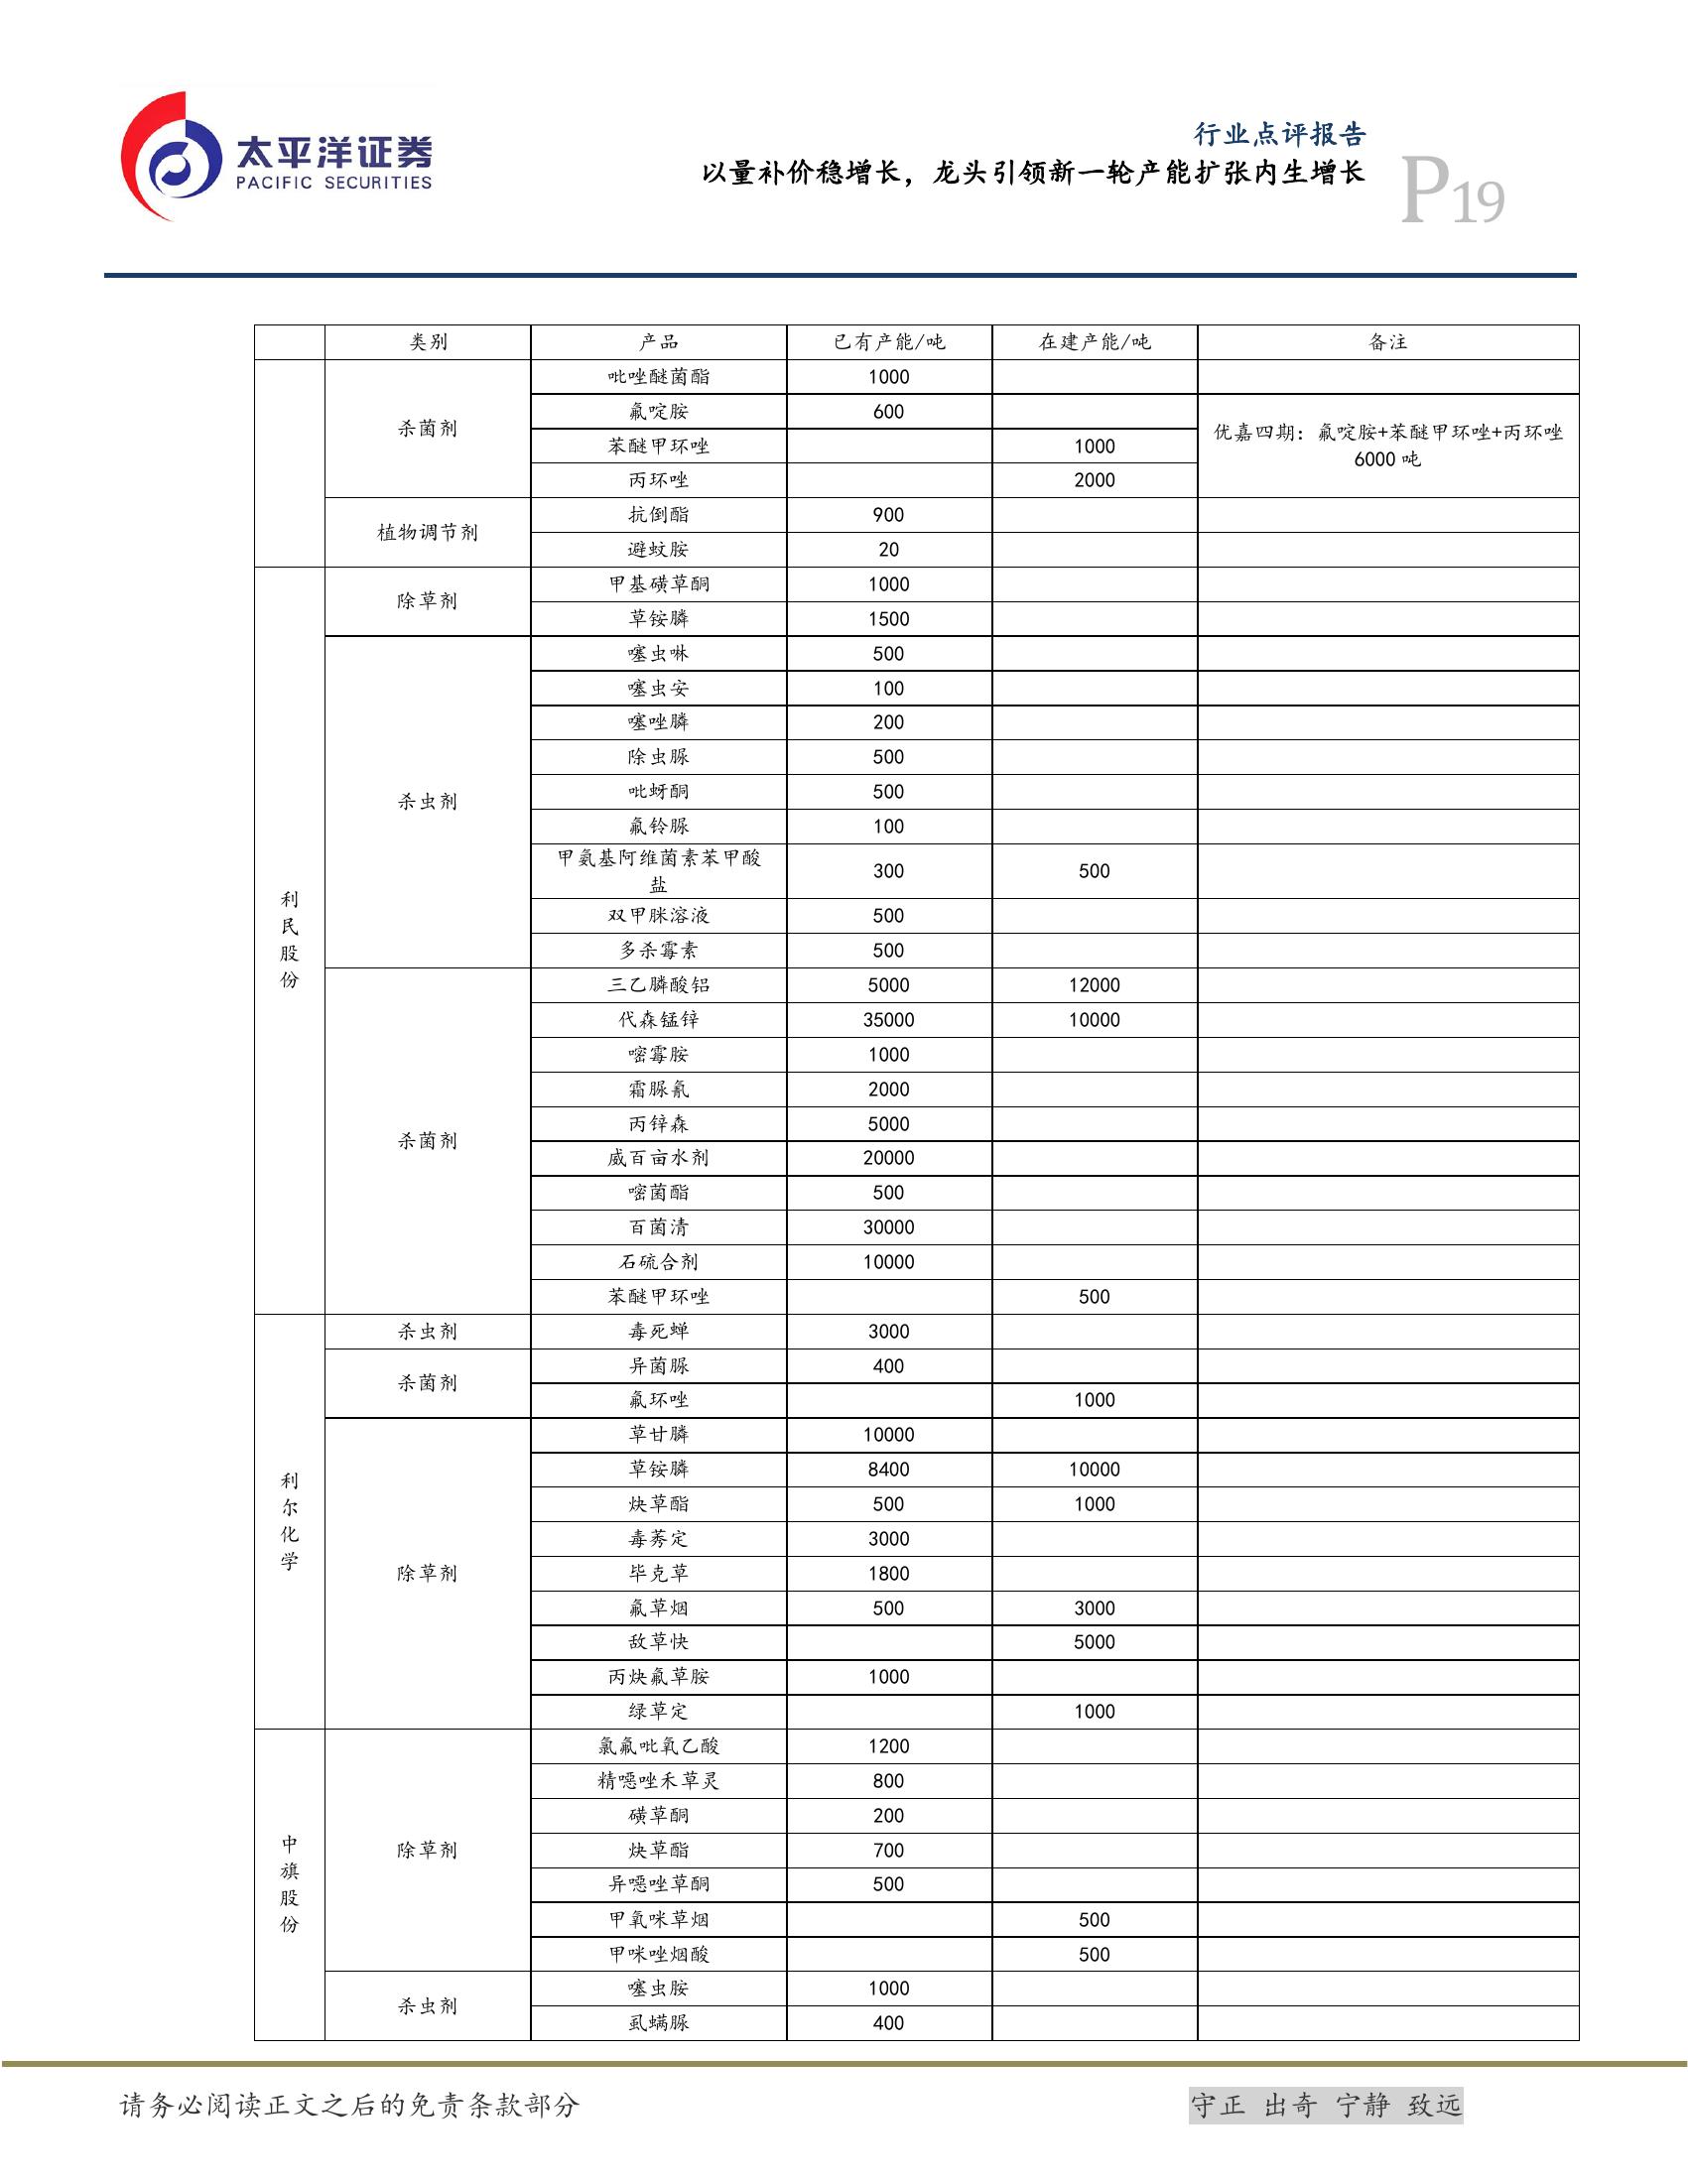 太平洋证券
PACIFIC SECURITIES
行业点评报告
以量补价稳增长，龙头引领新一轮产能扩张内生增长
P19
类别 产品 已有产能/吨 在建产能/吨 备注
杀菌剂
吡唑醚菌酯 1000
氟啶胺 600
苯醚甲环唑 1000
丙环唑 2000
优嘉四期：氟啶胺+苯醚甲环唑+丙环唑
6000 吨
植物调节剂
抗倒酯 900
避蚊胺 20
利民股份
除草剂
甲基磺草酮 1000
草铵膦 1500
杀虫剂
噻虫啉 500
噻虫安 100
噻唑膦 200
除虫脲 500
吡蚜酮 500
氟铃脲 100
甲氨基阿维菌素苯甲酸
盐 300 500
双甲脒溶液 500
多杀霉素 500
杀菌剂
三乙膦酸铝 5000 12000
代森锰锌 35000 10000
嘧霉胺 1000
霜脲氰 2000
丙锌森 5000
威百亩水剂 20000
嘧菌酯 500
百菌清 30000
石硫合剂 10000
苯醚甲环唑 500
利尔化学
杀虫剂 毒死蝉 3000
杀菌剂
异菌脲 400
氟环唑 1000
除草剂
草甘膦 10000
草铵膦 8400 10000
炔草酯 500 1000
毒莠定 3000
毕克草 1800
氟草烟 500 3000
敌草快 5000
丙炔氟草胺 1000
绿草定 1000
中旗股份
除草剂
氯氟吡氧乙酸 1200
精噁唑禾草灵 800
磺草酮 200
炔草酯 700
异噁唑草酮 500
甲氧咪草烟 500
甲咪唑烟酸 500
杀虫剂
噻虫胺 1000
虱螨脲 400
请务必阅读正文之后的免责条款部分
守正 出奇 宁静 致远